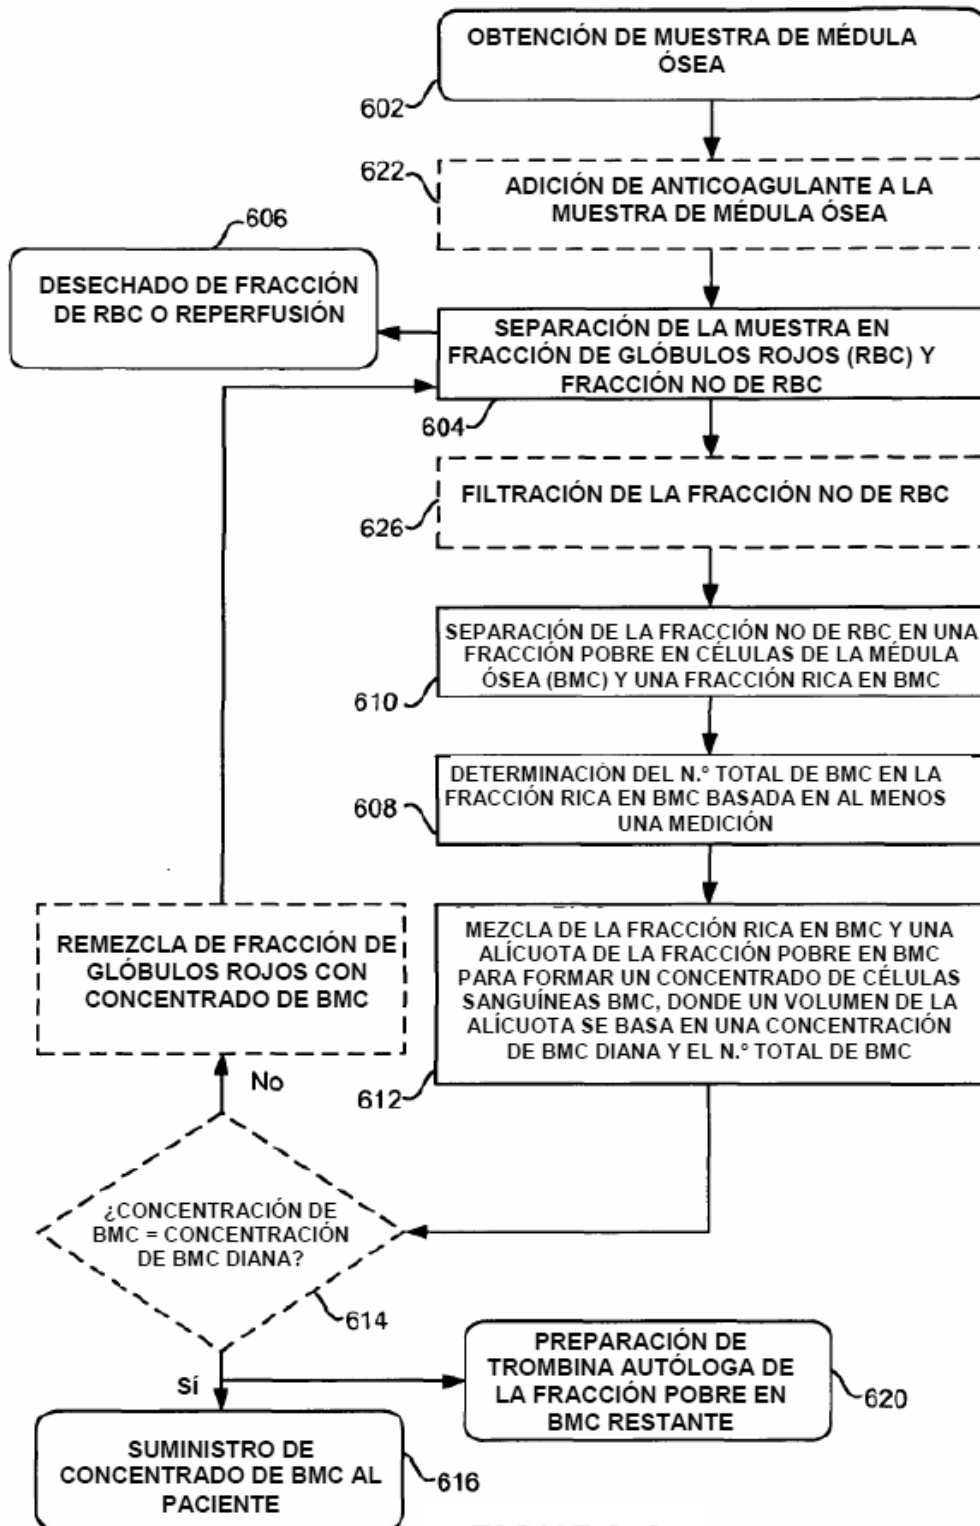 OBTENCIÓN DE MUESTRA DE MÉDULA
ÓSEA
602
622
ADICIÓN DE ANTICOAGULANTE A LA
MUESTRA DE MÉDULA ÓSEA
606
DESECHADO DE FRACCIÓN
DE RBC O REPERFUSIÓN
SEPARACIÓN DE LA MUESTRA EN
FRACCIÓN DE GLÓBULOS ROJOS (RBC) Y
FRACCIÓN NO DE RBC
604
FILTRACIÓN DE LA FRACCIÓN NO DE RBC
626
SEPARACIÓN DE LA FRACCIÓN NO DE RBC EN UNA
FRACCIÓN POBRE EN CÉLULAS DE LA MÉDULA
ÓSEA (BMC) Y UNA FRACCIÓN RICA EN BMC
610
DETERMINACIÓN DEL N.º TOTAL DE BMC EN LA
FRACCIÓN RICA EN BMC BASADA EN AL MENOS
UNA MEDICIÓN
608
MEZCLA DE LA FRACCIÓN RICA EN BMC Y UNA
ALÍCUOTA DE LA FRACCIÓN POBRE EN BMC
PARA FORMAR UN CONCENTRADO DE CÉLULAS
SANGUÍNEAS BMC, DONDE UN VOLUMEN DE LA
ALÍCUOTA SE BASA EN UNA CONCENTRACIÓN
DE BMC DIANA Y EL N.º TOTAL DE BMC
612
REMEZCLA DE FRACCIÓN DE
GLÓBULOS ROJOS CON
CONCENTRADO DE BMC
No
¿CONCENTRACIÓN DE
BMC = CONCENTRACIÓN
DE BMC DIANA?
614
Sí
PREPARACIÓN DE
TROMBINA AUTÓLOGA DE
LA FRACCIÓN POBRE EN
BMC RESTANTE
620
SUMINISTRO DE
CONCENTRADO DE BMC AL
PACIENTE
616